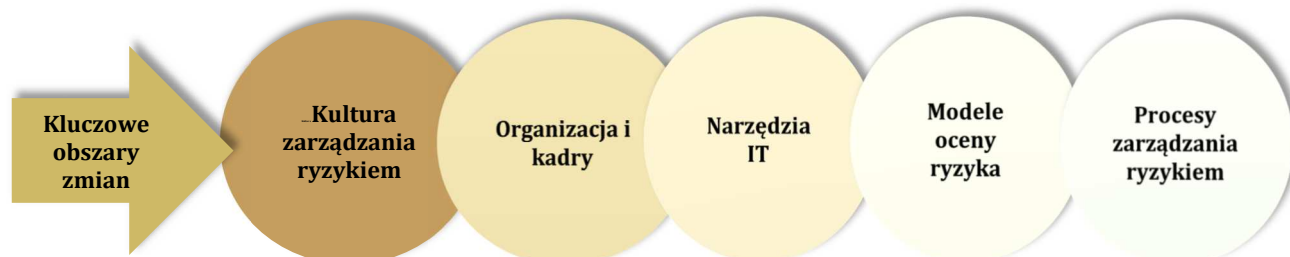 Kluczowe
obszary
zmian
Kultura
zarządzania
ryzykiem
Organizacja i
kadry
Narzędzia
IT
Modele
oceny
ryzyka
Procesy
zarządzania
ryzykiem